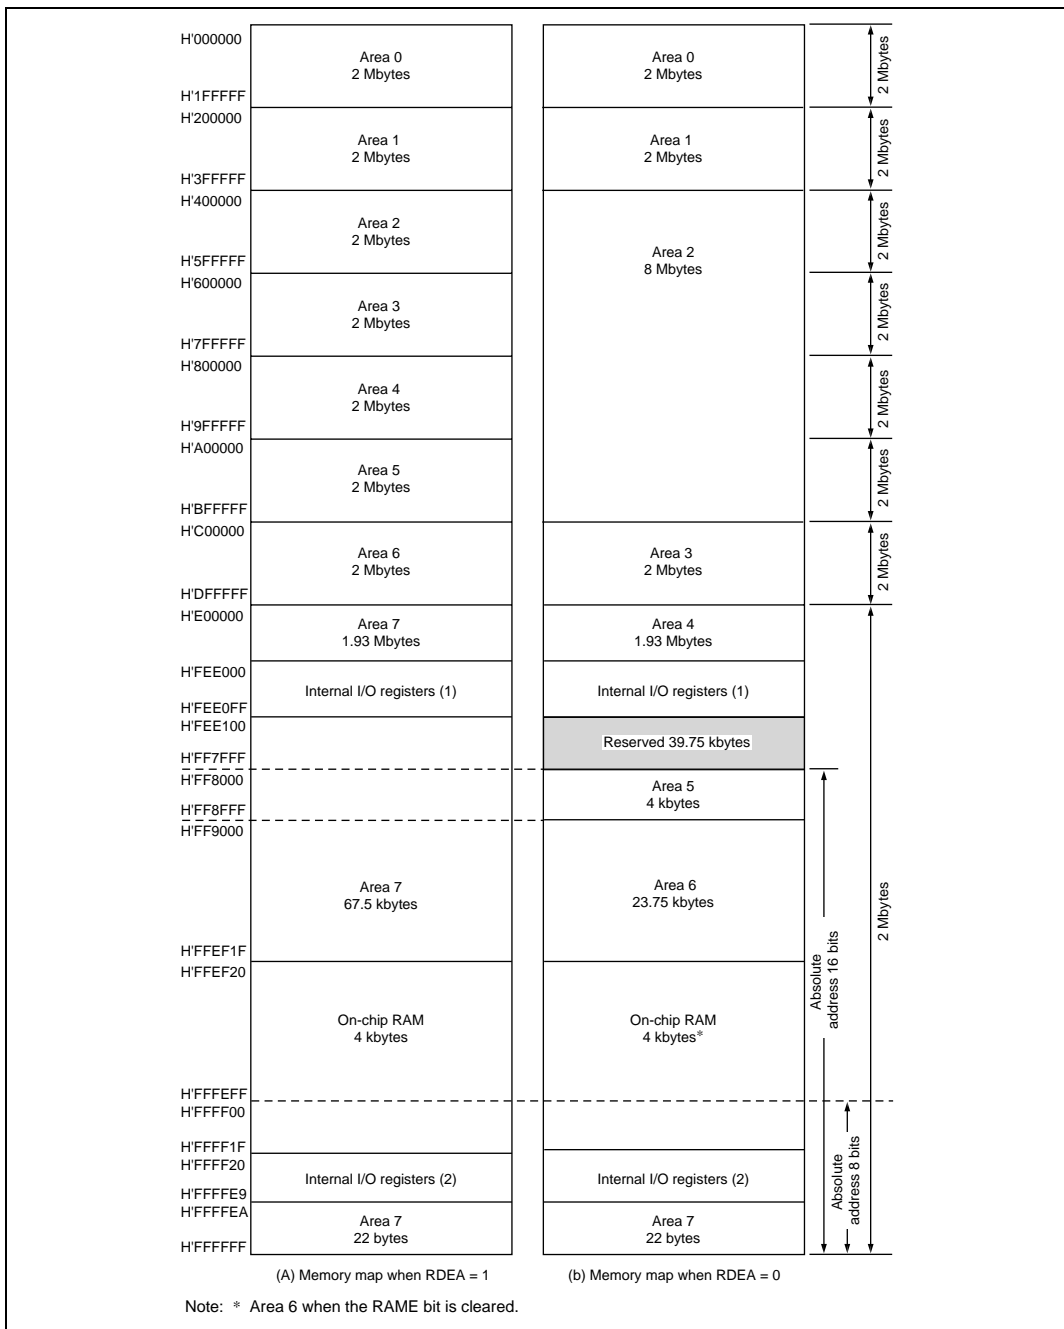 H'000000
Area 0
2 Mbytes
Area 0
2 Mbytes
2 Mbytes
H'1FFFFF
H'200000
Area 1
2 Mbytes
Area 1
2 Mbytes
2 Mbytes
H'3FFFFF
H'400000
Area 2
2 Mbytes
Area 2
8 Mbytes
2 Mbytes
H'5FFFFF
H'600000
Area 3
2 Mbytes
2 Mbytes
H'7FFFFF
H'800000
Area 4
2 Mbytes
2 Mbytes
H'9FFFFF
H'A00000
Area 5
2 Mbytes
2 Mbytes
H'BFFFFF
H'C00000
Area 6
2 Mbytes
Area 3
2 Mbytes
2 Mbytes
H'DFFFFF
H'E00000
Area 7
1.93 Mbytes
Area 4
1.93 Mbytes
H'FEE000
Internal I/O registers (1)
Internal I/O registers (1)
H'FEE0FF
H'FEE100
Reserved 39.75 kbytes
H'FF7FFF
H'FF8000
Area 5
4 kbytes
H'FF8FFF
H'FF9000
Area 7
67.5 kbytes
Area 6
23.75 kbytes
2 Mbytes
Absolute
address 16 bits
H'FFEF1F
H'FFEF20
On-chip RAM
4 kbytes
On-chip RAM
4 kbytes*
H'FFFEFF
H'FFFF00
H'FFFF1F
H'FFFF20
Internal I/O registers (2)
Internal I/O registers (2)
Absolute
address 8 bits
H'FFFFE9
H'FFFFEA
Area 7
22 bytes
Area 7
22 bytes
H'FFFFFF
(A) Memory map when RDEA = 1
(b) Memory map when RDEA = 0
Note: * Area 6 when the RAME bit is cleared.